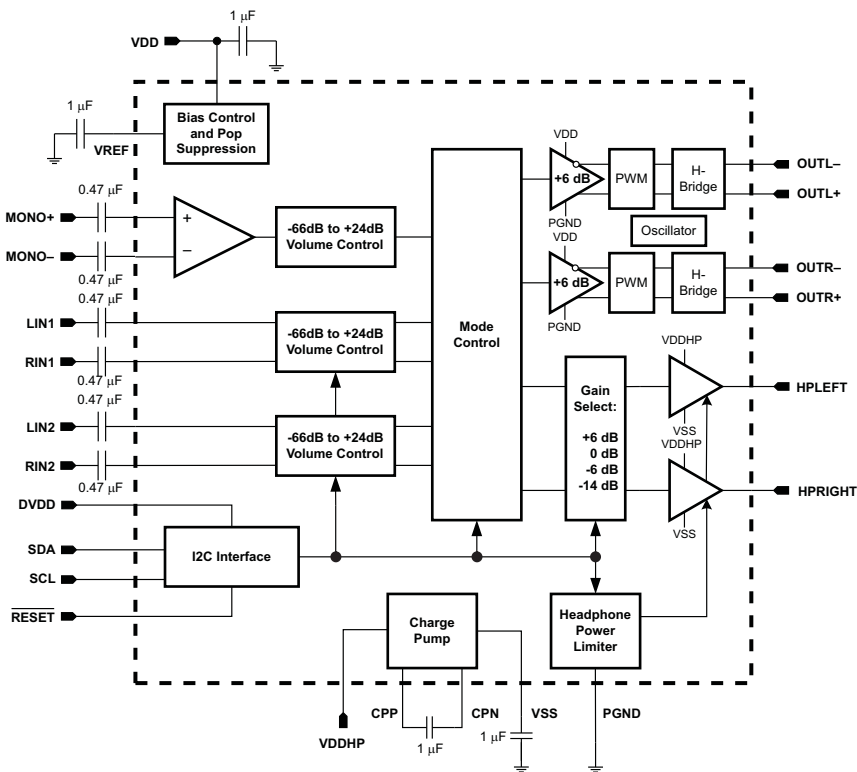 1 μF
VDD
1 μF
VREF
Bias Control
and Pop
Suppression
0.47 μF
MONO+
MONO–
0.47 μF
+
–
-66dB to +24dB
Volume Control
0.47 μF
LIN1
RIN1
0.47 μF
-66dB to +24dB
Volume Control
0.47 μF
LIN2
RIN2
0.47 μF
-66dB to +24dB
Volume Control
DVDD
SDA
SCL
RESET
I2C Interface
Mode
Control
VDD
+6 dB
PGND
PWM
H-
Bridge
OUTL–
OUTL+
Oscillator
VDD
+6 dB
PGND
PWM
H-
Bridge
OUTR–
OUTR+
Gain
Select:
+6 dB
0 dB
-6 dB
-14 dB
VDDHP
VSS
HPLEFT
VDDHP
VSS
HPRIGHT
Charge
Pump
Headphone
Power
Limiter
VDDHP
CPP
CPN
1 μF
VSS
1 μF
PGND